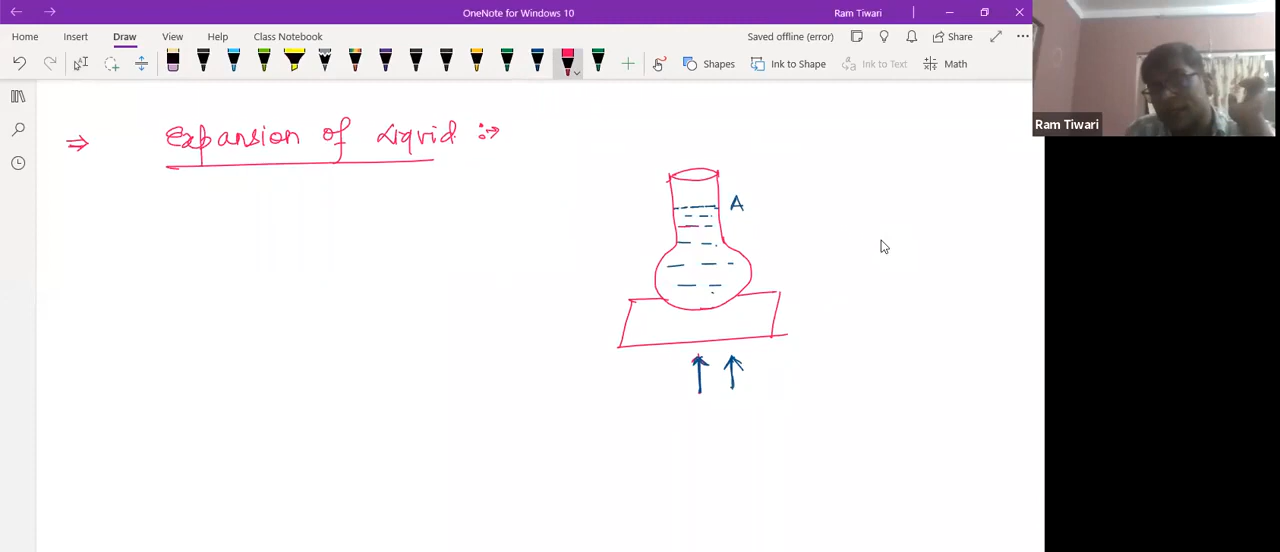 OneNote for Windows 10
Ram Tiwari
Home Insert Draw View Help Class Notebook
Saved offline (error) Share
Shapes Ink to Shape Ink to Text Math
Ram Tiwari
⇒ Expansion of Liquid :→
A